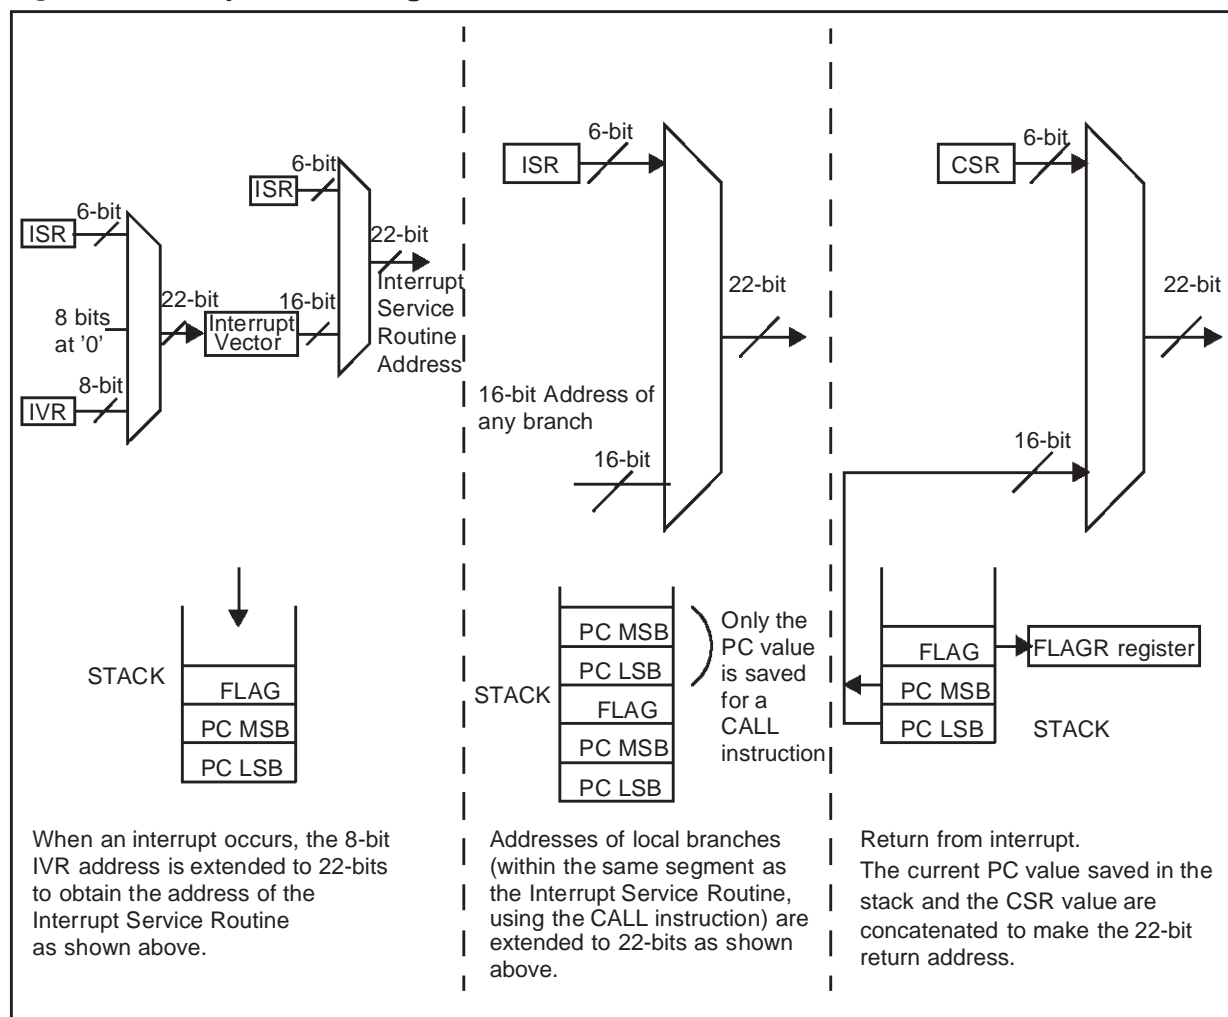 6-bit
ISR
6-bit
ISR
22-bit
Interrupt
Service
Routine
Address
22-bit
16-bit
8 bits
at '0'
Interrupt
Vector
8-bit
IVR
STACK
FLAG
PC MSB
PC LSB
When an interrupt occurs, the 8-bit
IVR address is extended to 22-bits
to obtain the address of the
Interrupt Service Routine
as shown above.
6-bit
ISR
22-bit
16-bit Address of
any branch
16-bit
STACK
PC MSB
PC LSB
FLAG
PC MSB
PC LSB
Only the
PC value
is saved
for a
CALL
instruction
Addresses of local branches
(within the same segment as
the Interrupt Service Routine,
using the CALL instruction) are
extended to 22-bits as shown
above.
6-bit
CSR
22-bit
16-bit
FLAG
FLAGR register
PC MSB
PC LSB
STACK
Return from interrupt.
The current PC value saved in the
stack and the CSR value are
concatenated to make the 22-bit
return address.